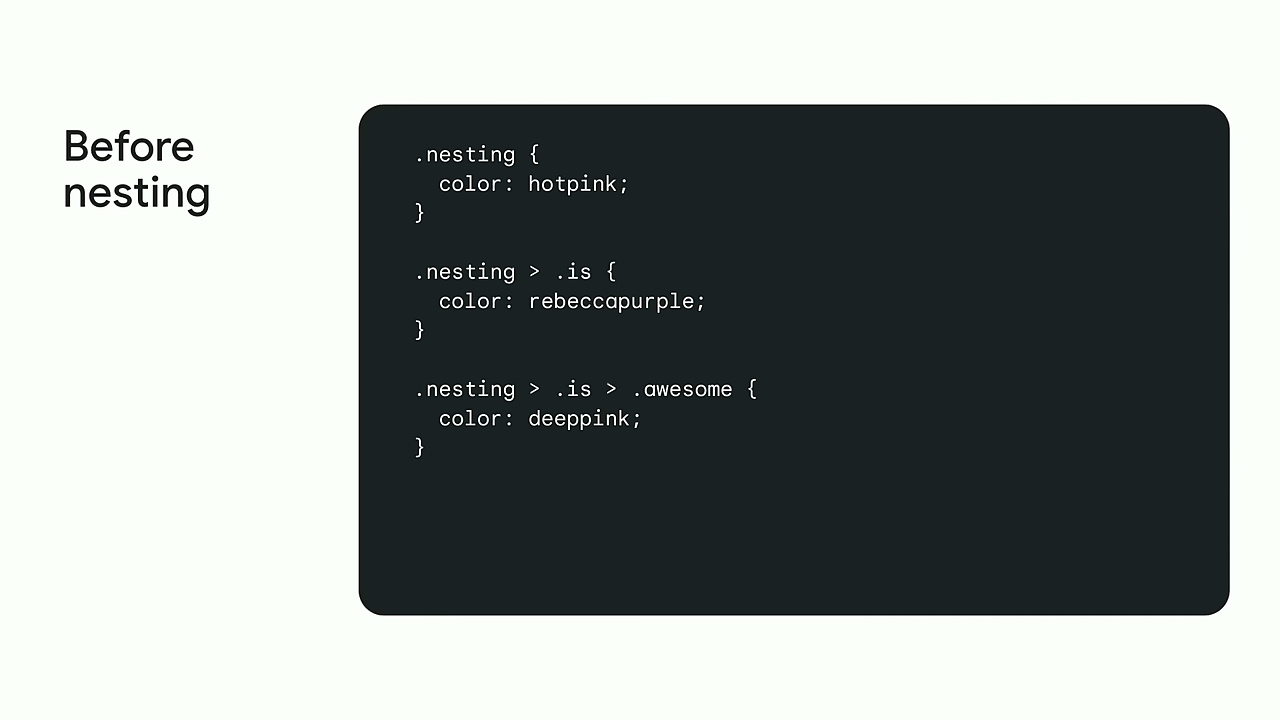 Before
nesting
.nesting {
  color: hotpink;
}
.nesting > .is {
  color: rebeccapurple;
}
.nesting > .is > .awesome {
  color: deeppink;
}